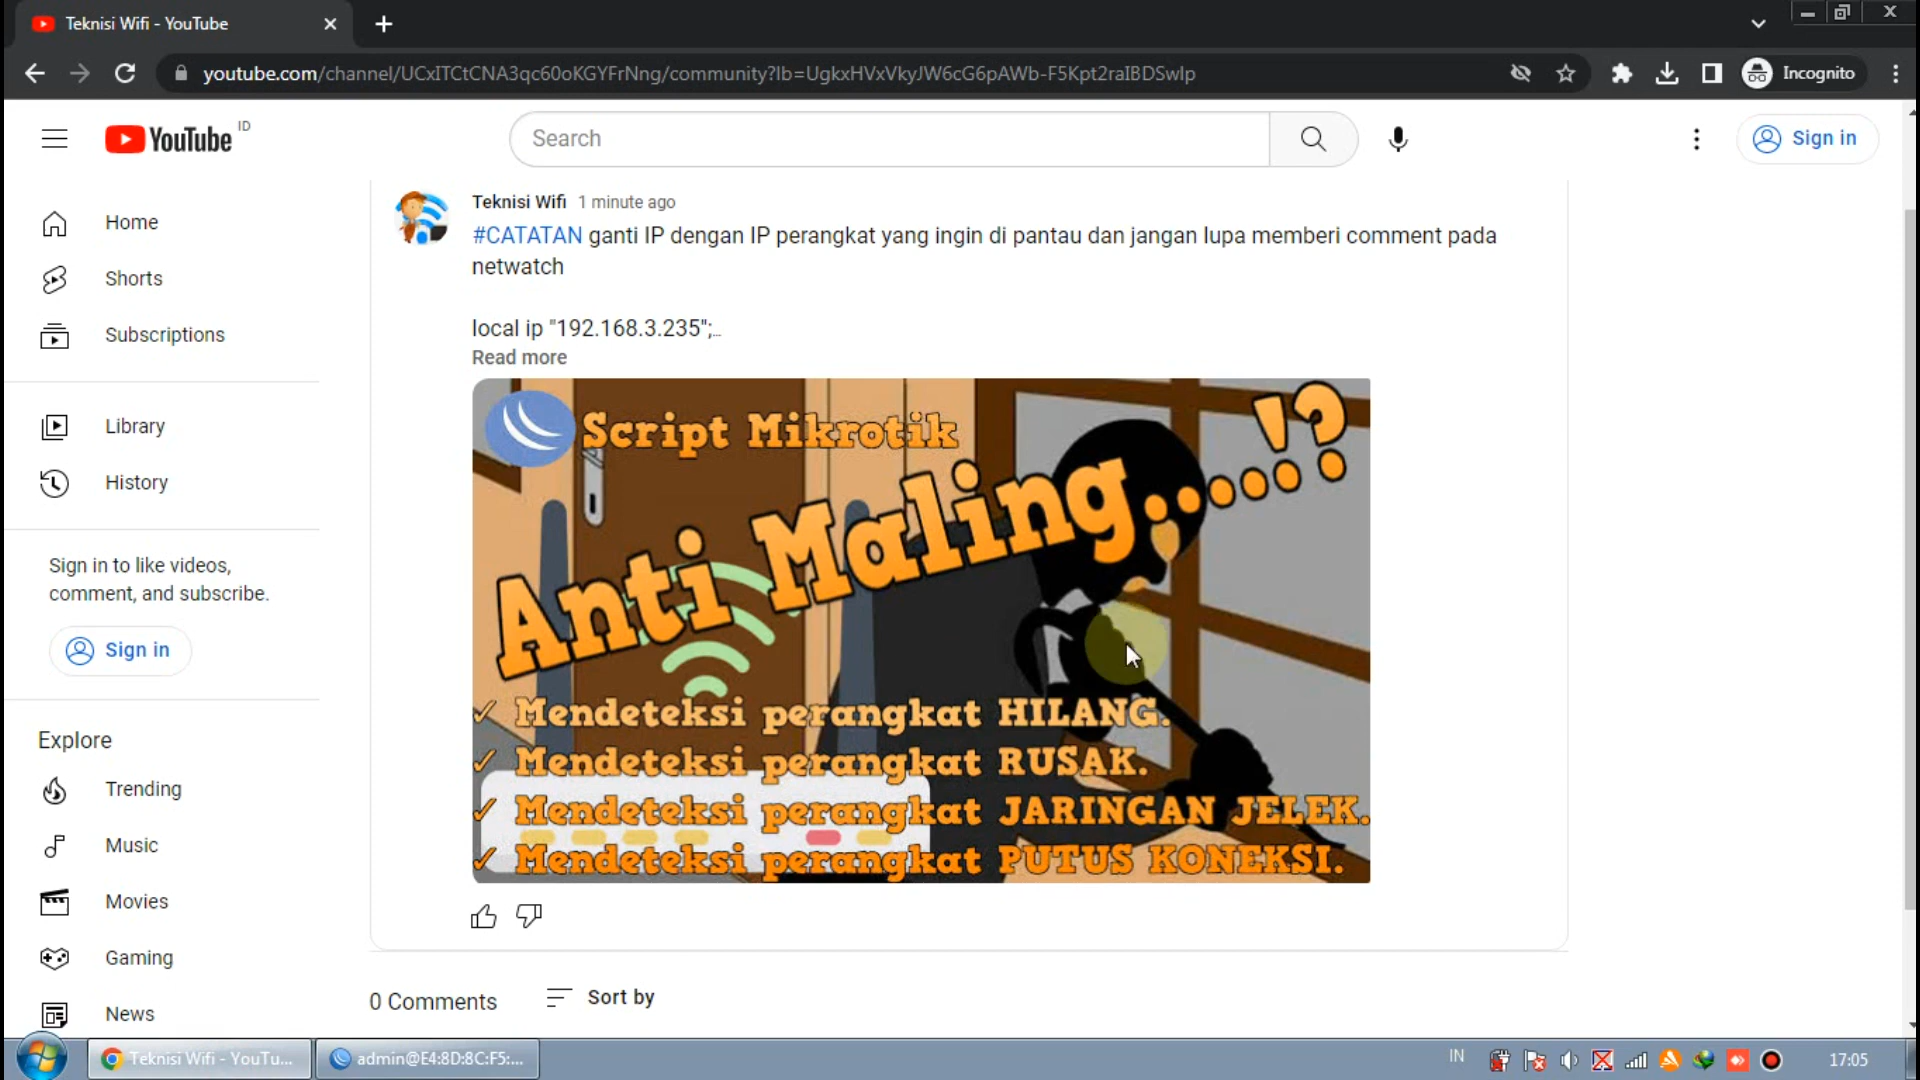 Teknisi Wifi - YouTube
youtube.com/channel/UCxITCtCNA3qc60oKGYFrNng/community?lb=UgkxHVxVkyJW6cG6pAWb-F5Kpt2raIBDSwlp
Incognito
YouTube ID
Search
Sign in
Home
Shorts
Subscriptions
Library
History
Sign in to like videos,
comment, and subscribe.
Sign in
Explore
Trending
Music
Movies
Gaming
News
Teknisi Wifi 1 minute ago
#CATATAN ganti IP dengan IP perangkat yang ingin di pantau dan jangan lupa memberi comment pada
netwatch
local ip "192.168.3.235";...
Read more
Script Mikrotik
Anti Maling.....!?
✓ Mendeteksi perangkat HILANG.
✓ Mendeteksi perangkat RUSAK.
✓ Mendeteksi perangkat JARINGAN JELEK.
✓ Mendeteksi perangkat PUTUS KONEKSI.
0 Comments
Sort by
Teknisi Wifi - YouTu...
admin@E4:8D:8C:F5:...
IN
17:05